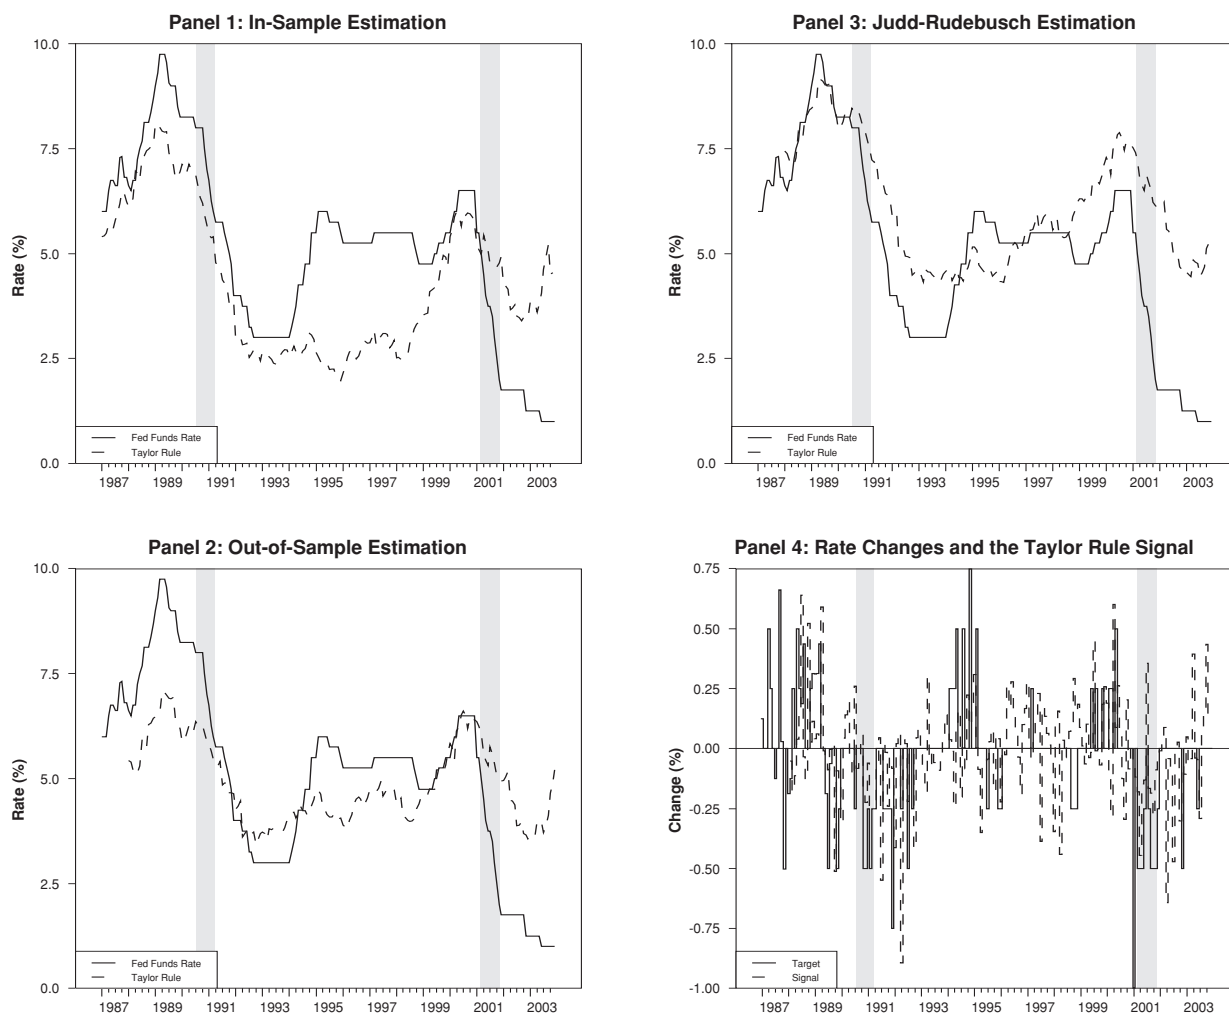 Panel 1: In-Sample Estimation
10.0
7.5
5.0
2.5
0.0
Rate (%)
Fed Funds Rate
Taylor Rule
1987 1989 1991 1993 1995 1997 1999 2001 2003
Panel 3: Judd-Rudebusch Estimation
10.0
7.5
5.0
2.5
0.0
Rate (%)
Fed Funds Rate
Taylor Rule
1987 1989 1991 1993 1995 1997 1999 2001 2003
Panel 2: Out-of-Sample Estimation
10.0
7.5
5.0
2.5
0.0
Rate (%)
Fed Funds Rate
Taylor Rule
1987 1989 1991 1993 1995 1997 1999 2001 2003
Panel 4: Rate Changes and the Taylor Rule Signal
0.75
0.50
0.25
0.00
-0.25
-0.50
-0.75
-1.00
Change (%)
Target
Signal
1987 1989 1991 1993 1995 1997 1999 2001 2003